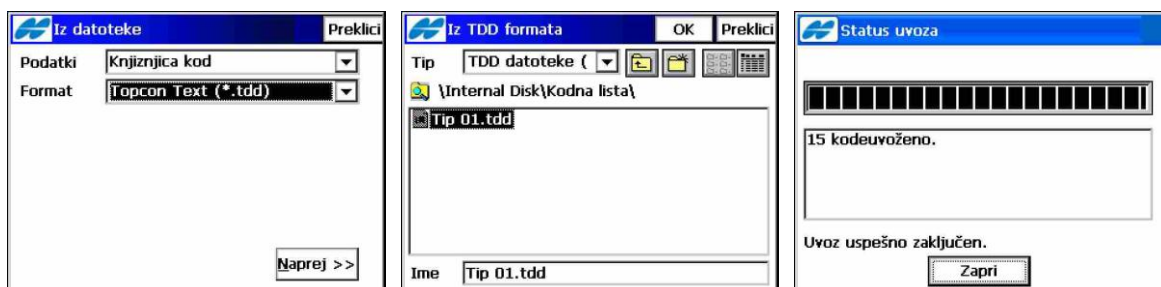 Iz datoteke Preklici
Podatki Knjiznjica kod
Format Topcon Text (*.tdd)
Naprej >>
Iz TDD formata OK Preklici
Tip TDD datoteke (
\Internal Disk\Kodna lista\
Tip 01.tdd
Ime Tip 01.tdd
Status uvoza
15 kodeuvoženo.
Uvoz uspešno zaključen.
Zapri